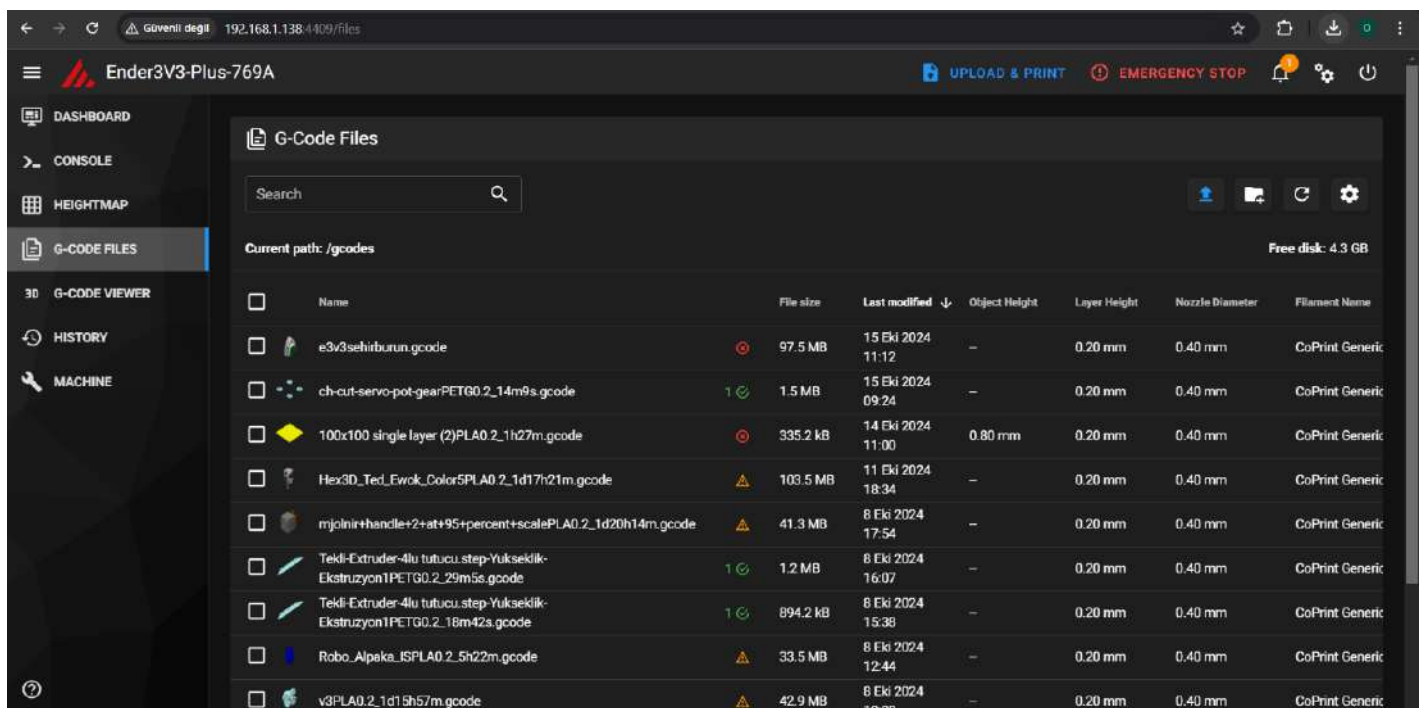 Güvenli değil 192.168.1.138:4409/files
Ender3V3-Plus-769A UPLOAD & PRINT EMERGENCY STOP 1
DASHBOARD
CONSOLE
HEIGHTMAP
G-CODE FILES
3D G-CODE VIEWER
HISTORY
MACHINE
G-Code Files
Search
Current path: /gcodes Free disk: 4.3 GB
Name File size Last modified Object Height Layer Height Nozzle Diameter Filament Name
e3v3sehirburun.gcode 97.5 MB 15 Eki 2024 – 0.20 mm 0.40 mm CoPrint Generic
11:12
ch-cut-servo-pot-gearPETG0.2_14m9s.gcode 1 1.5 MB 15 Eki 2024 – 0.20 mm 0.40 mm CoPrint Generic
09:24
100x100 single layer (2)PLA0.2_1h27m.gcode 335.2 kB 14 Eki 2024 0.80 mm 0.20 mm 0.40 mm CoPrint Generic
11:00
Hex3D_Ted_Ewok_Color5PLA0.2_1d17h21m.gcode 103.5 MB 11 Eki 2024 – 0.20 mm 0.40 mm CoPrint Generic
18:34
mjolnir+handle+2+at+95+percent+scalePLA0.2_1d20h14m.gcode 41.3 MB 8 Eki 2024 – 0.20 mm 0.40 mm CoPrint Generic
17:54
Tekli-Extruder-4lu tutucu.step-Yukseklik- 1 1.2 MB 8 Eki 2024 – 0.20 mm 0.40 mm CoPrint Generic
Ekstruzyon1PETG0.2_29m5s.gcode 16:07
Tekli-Extruder-4lu tutucu.step-Yukseklik- 1 894.2 kB 8 Eki 2024 – 0.20 mm 0.40 mm CoPrint Generic
Ekstruzyon1PETG0.2_18m42s.gcode 15:38
Robo_Alpaka_ISPLA0.2_5h22m.gcode 33.5 MB 8 Eki 2024 – 0.20 mm 0.40 mm CoPrint Generic
12:44
v3PLA0.2_1d15h57m.gcode 42.9 MB 8 Eki 2024 – 0.20 mm 0.40 mm CoPrint Generic